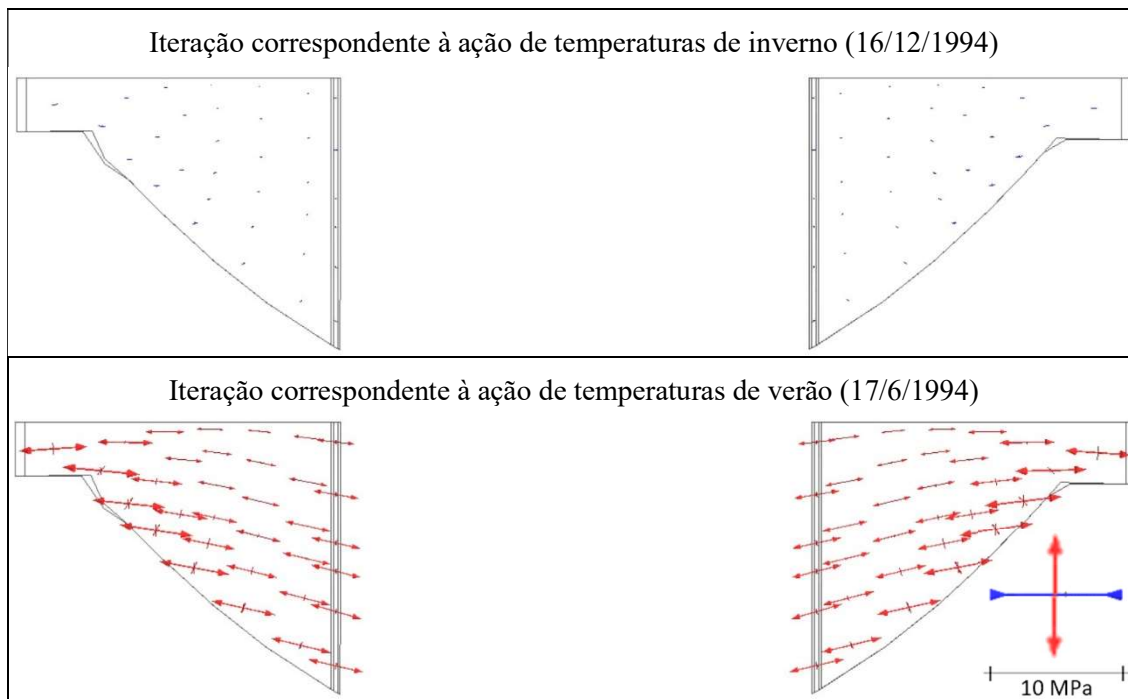 Iteração correspondente à ação de temperaturas de inverno (16/12/1994)
Iteração correspondente à ação de temperaturas de verão (17/6/1994)
10 MPa